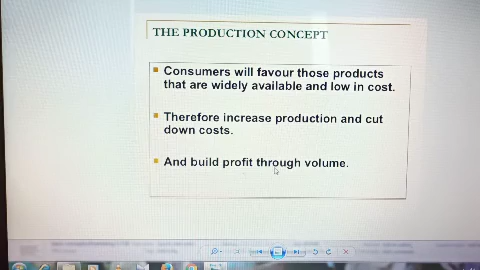 THE PRODUCTION CONCEPT
Consumers will favour those products
that are widely available and low in cost.
Therefore increase production and cut
down costs.
And build profit through volume.